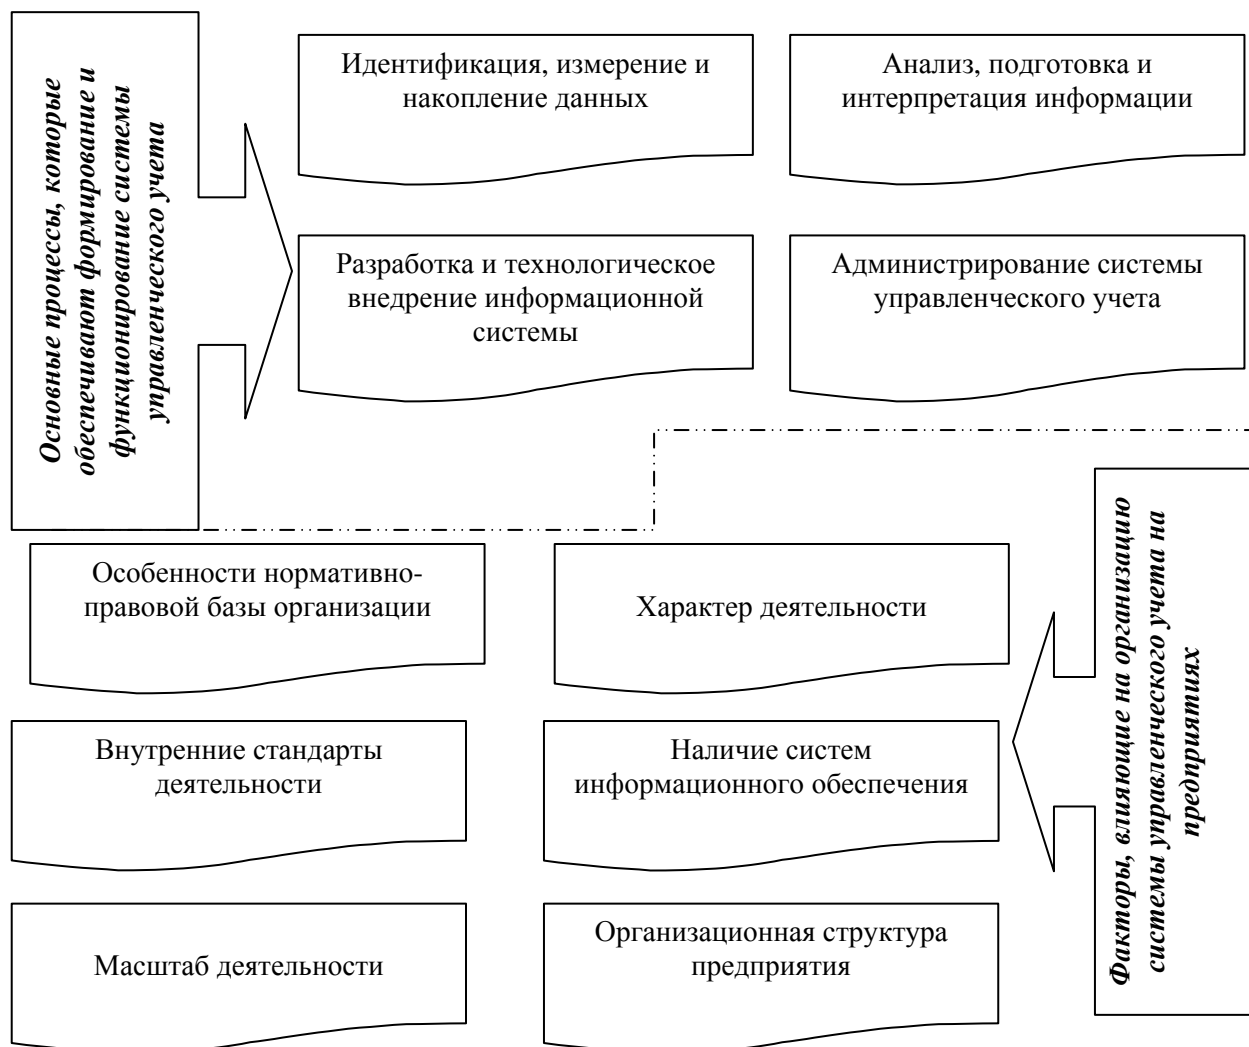 Основные процессы, которые
обеспечивают формирование и
функционирование системы
управленческого учета
Идентификация, измерение и
накопление данных
Анализ, подготовка и
интерпретация информации
Разработка и технологическое
внедрение информационной
системы
Администрирование системы
управленческого учета
Особенности нормативно-
правовой базы организации
Характер деятельности
Внутренние стандарты
деятельности
Наличие систем
информационного обеспечения
Масштаб деятельности
Организационная структура
предприятия
Факторы, влияющие на организацию
системы управленческого учета на
предприятиях